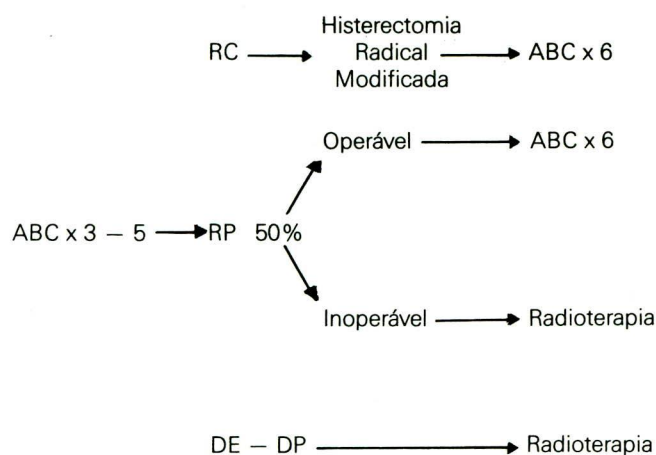 Histerectomia
RC Radical ABC x 6
Modificada
Operável ABC x 6
ABC x 3 – 5 RP 50%
Inoperável Radioterapia
DE – DP Radioterapia